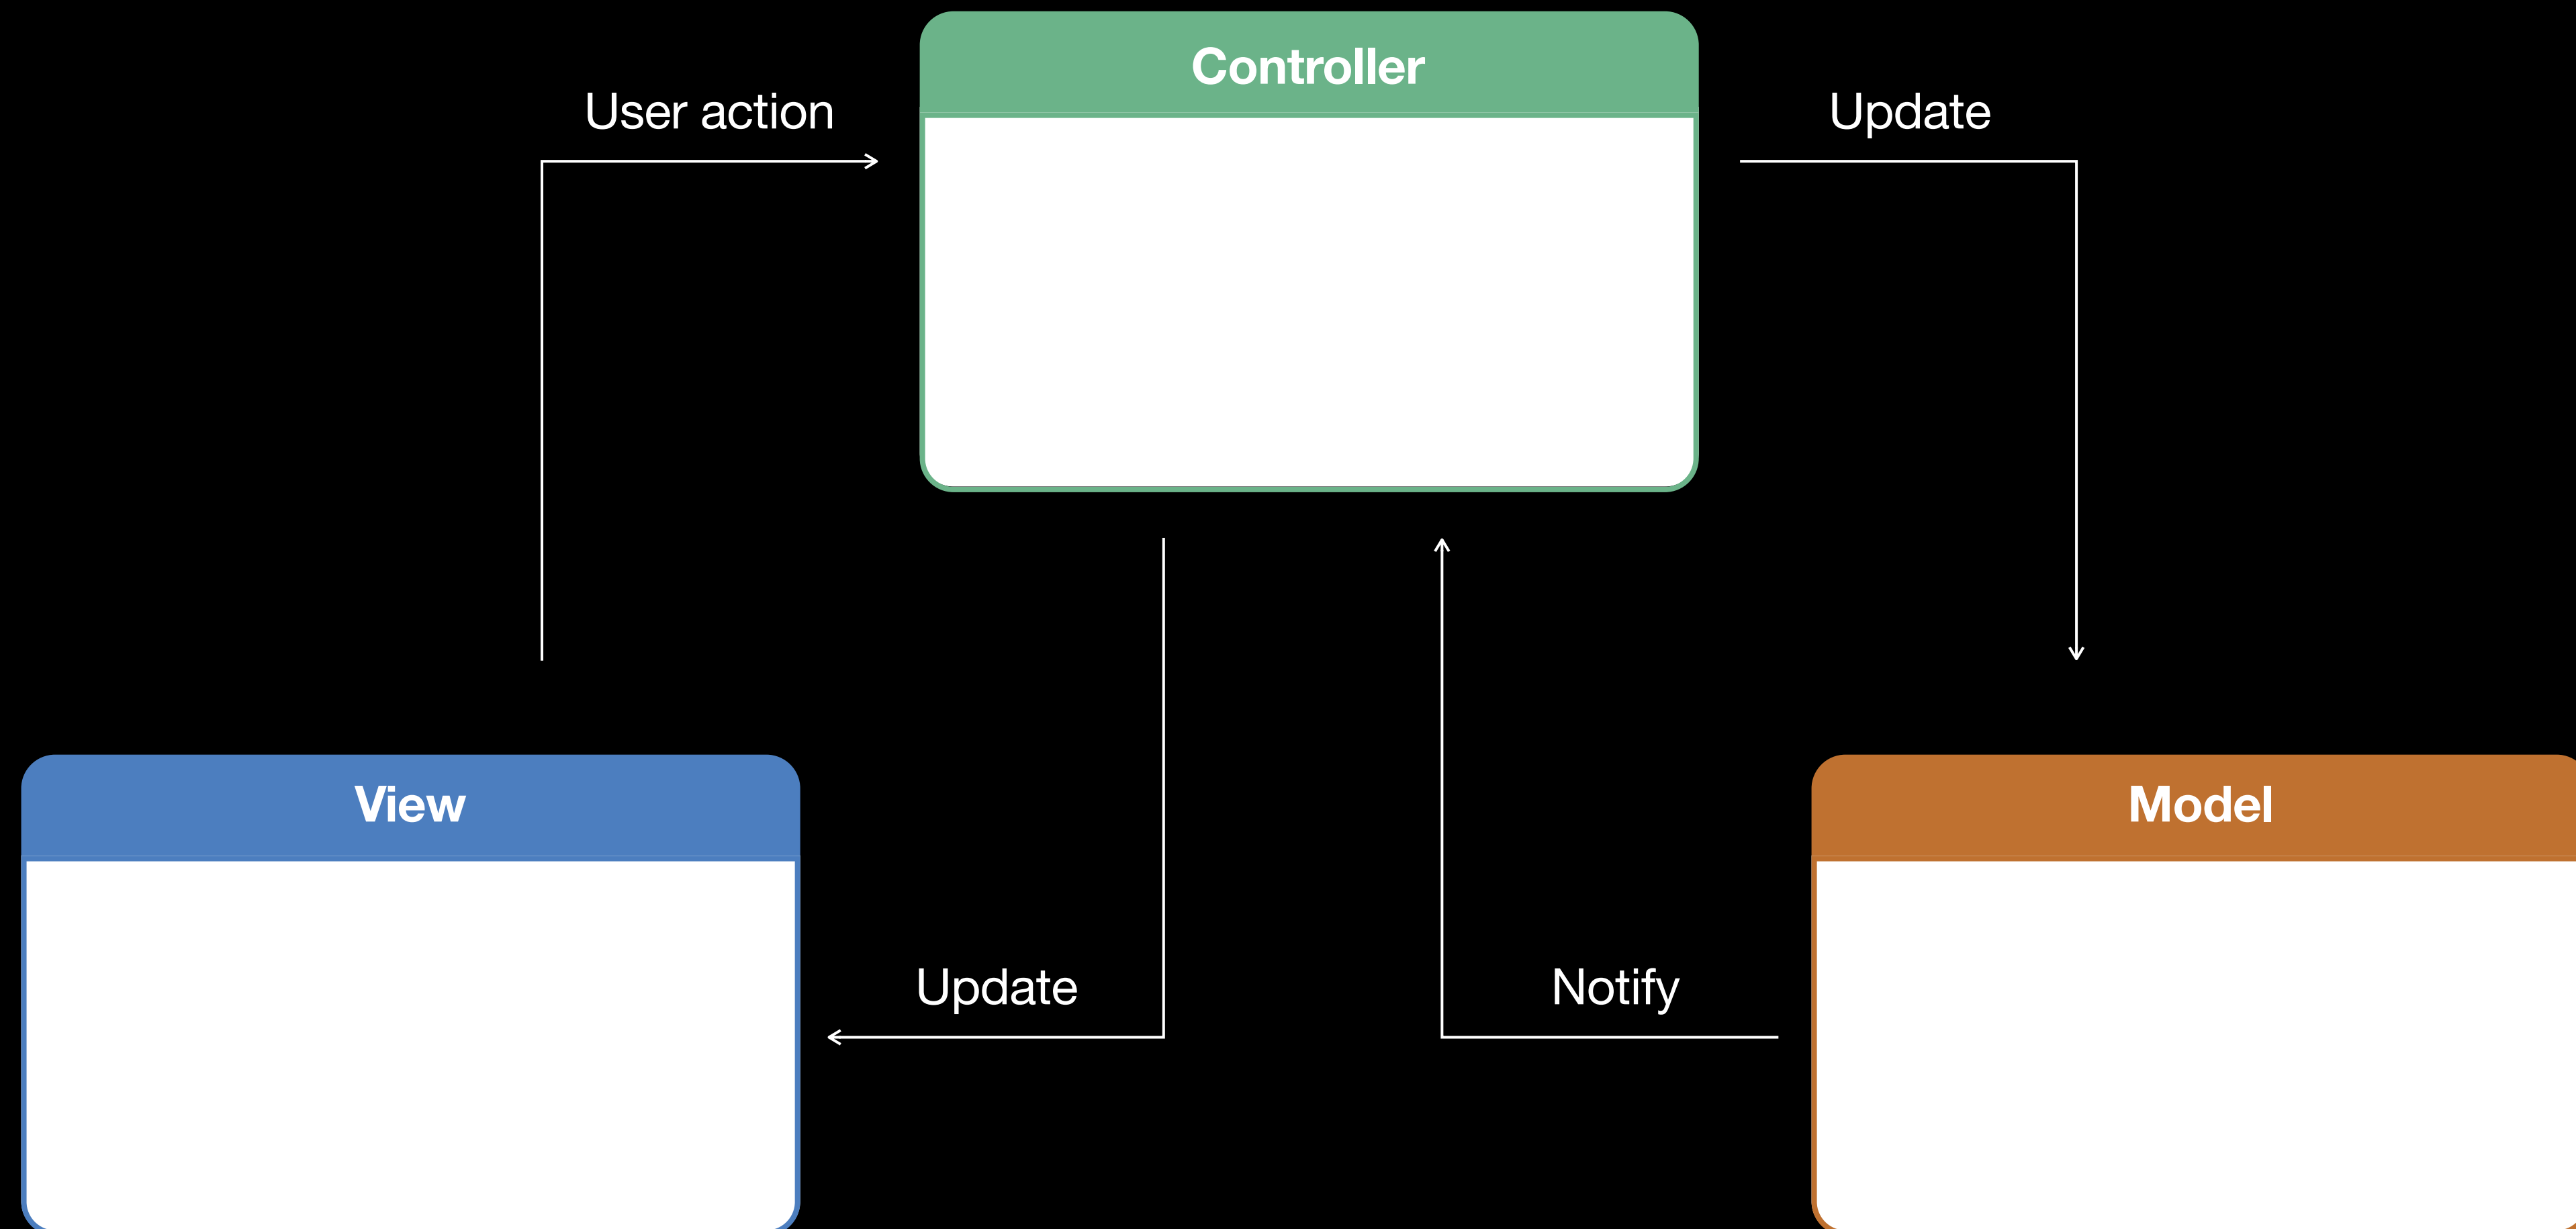 Controller
User action
Update
View
Model
Update
Notify